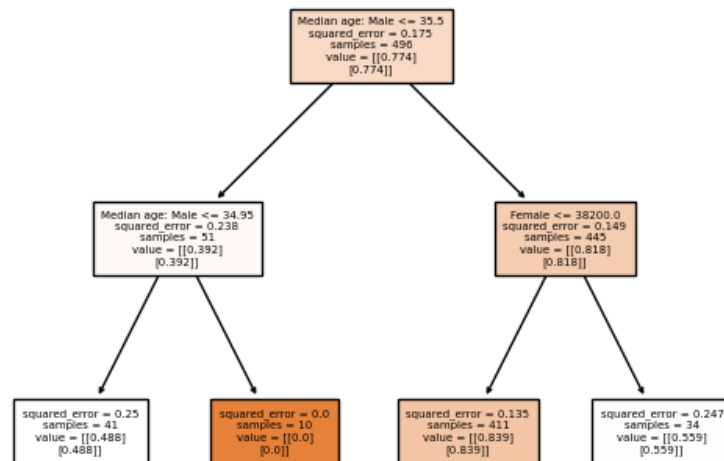 Median age: Male <= 35.5
squared_error = 0.175
samples = 496
value = [[0.774]
[0.774]]
Median age: Male <= 34.95
squared_error = 0.238
samples = 51
value = [[0.392]
[0.392]]
Female <= 38200.0
squared_error = 0.149
samples = 445
value = [[0.818]
[0.818]]
squared_error = 0.25
samples = 41
value = [[0.488]
[0.488]]
squared_error = 0.0
samples = 10
value = [[0.0]
[0.0]]
squared_error = 0.135
samples = 411
value = [[0.839]
[0.839]]
squared_error = 0.247
samples = 34
value = [[0.559]
[0.559]]